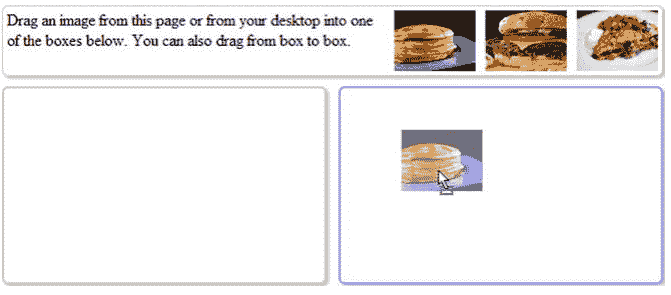 Drag an image from this page or from your desktop into one
of the boxes below. You can also drag from box to box.